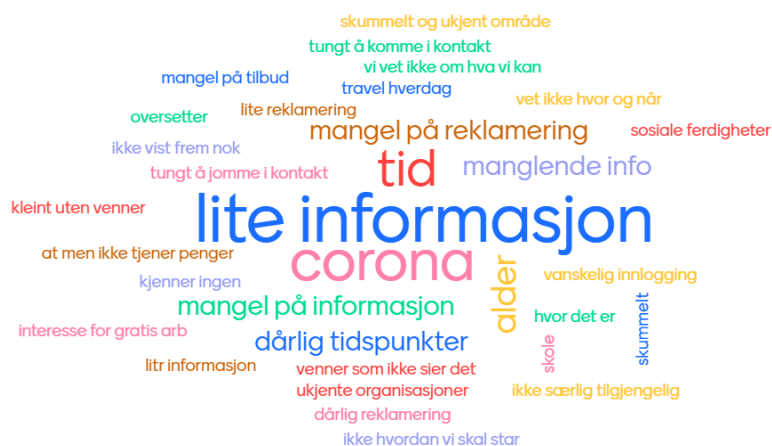 skummelt og ukjent område
tungt å komme i kontakt
vi vet ikke om hva vi kan
mangel på tilbud
travel hverdag
vet ikke hvor og når
lite reklamering
oversetter
mangel på reklamering
sosiale ferdigheter
ikke vist frem nok
tid
manglende info
tungt å jomme i kontakt
kleint uten venner
lite informasjon
at men ikke tjener penger
corona
alder
vanskelig innlogging
kjenner ingen
mangel på informasjon
hvor det er
skummelt
interesse for gratis arb
dårlig tidspunkter
skole
litr informasjon
venner som ikke sier det
ukjente organisasjoner
ikke særlig tilgjengelig
dårlig reklamering
ikke hvordan vi skal star